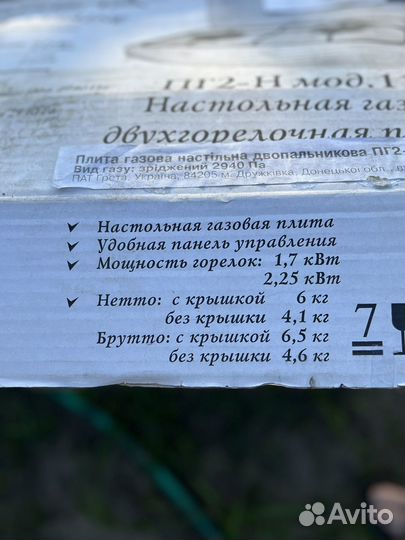 ПГ2-Н мод.1
Настольная газ
двухгорелочная п
Плита газова настільна двопальникова ПГ2-
Вид газу: зріджений 2940 Па
ПАТ Грета, Україна, 84205 м. Дружківка, Донецької обл., в
✓ Настольная газовая плита
✓ Удобная панель управления
✓ Мощность горелок: 1,7 кВт
2,25 кВт
✓ Нетто: с крышкой 6 кг
без крышки 4,1 кг
Брутто: с крышкой 6,5 кг
без крышки 4,6 кг
7
Avito